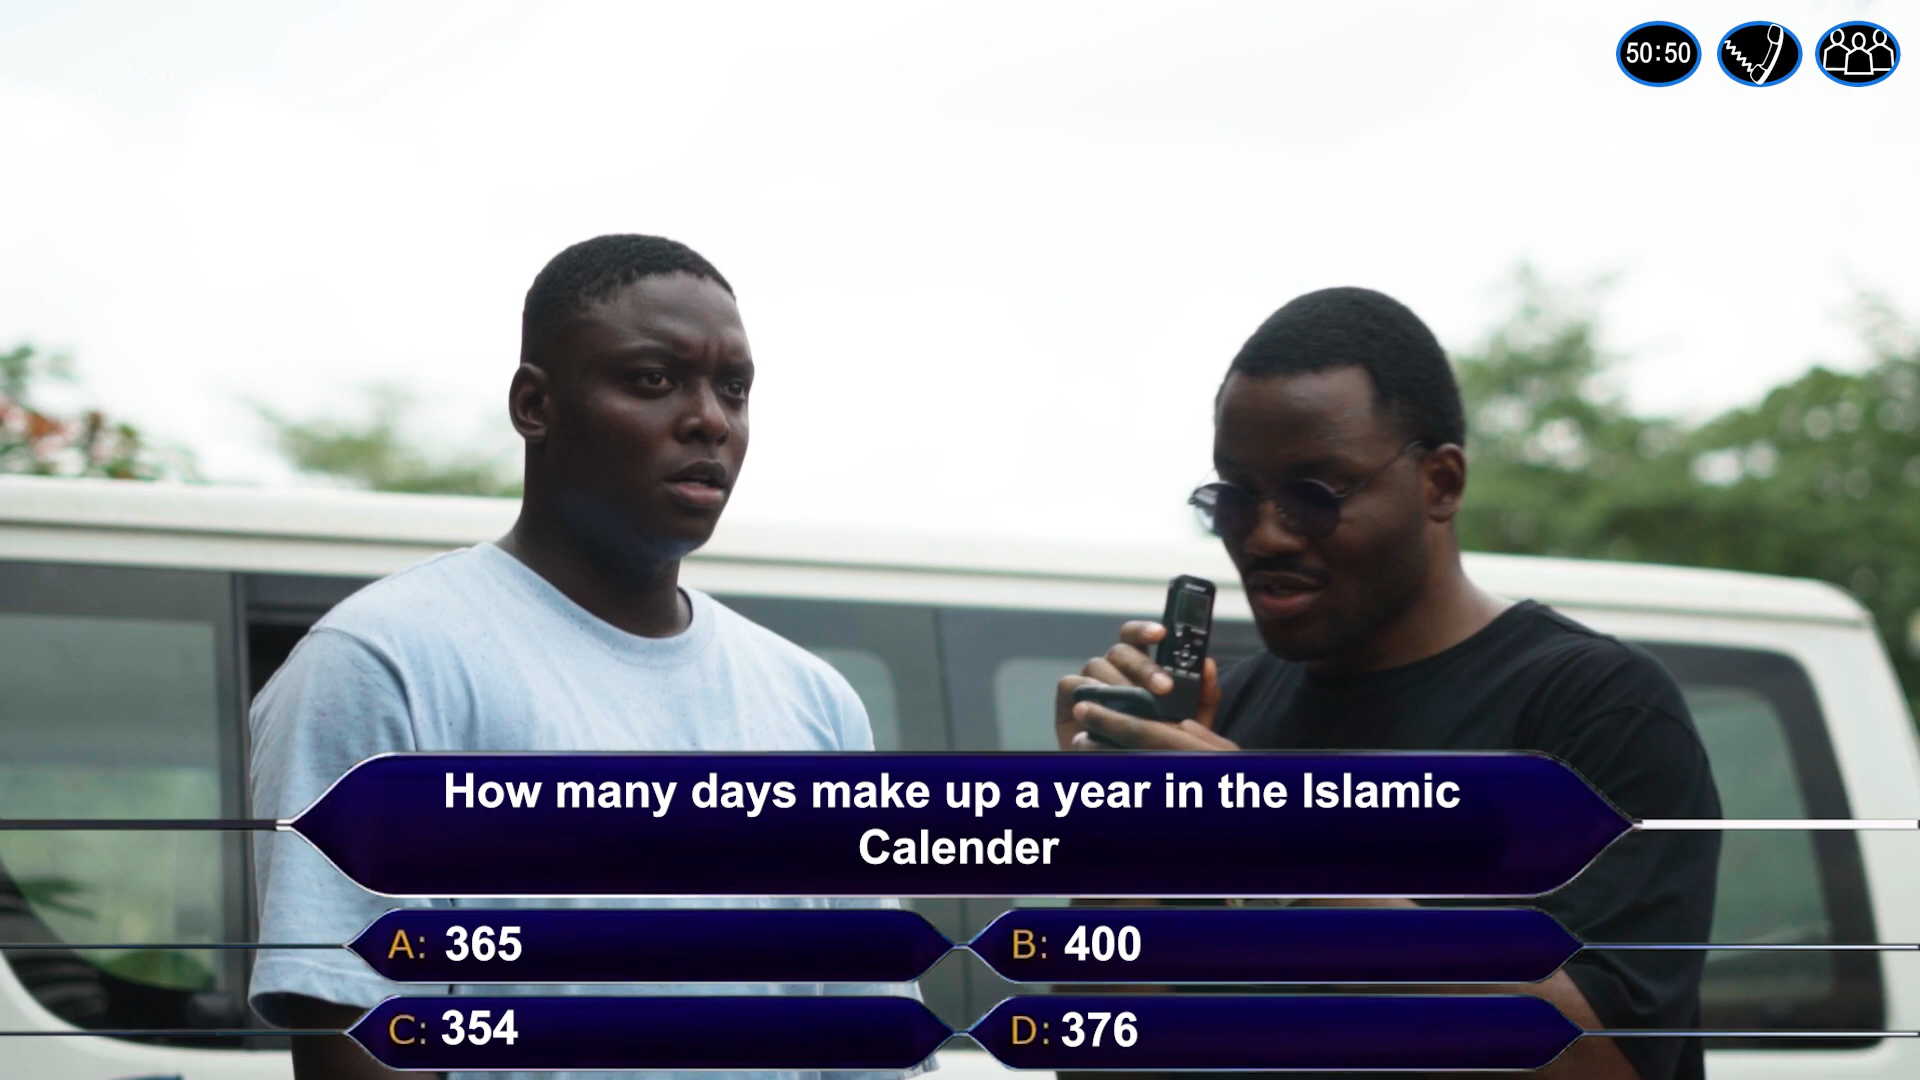 50:50
How many days make up a year in the Islamic
Calender
A: 365
B: 400
C: 354
D: 376